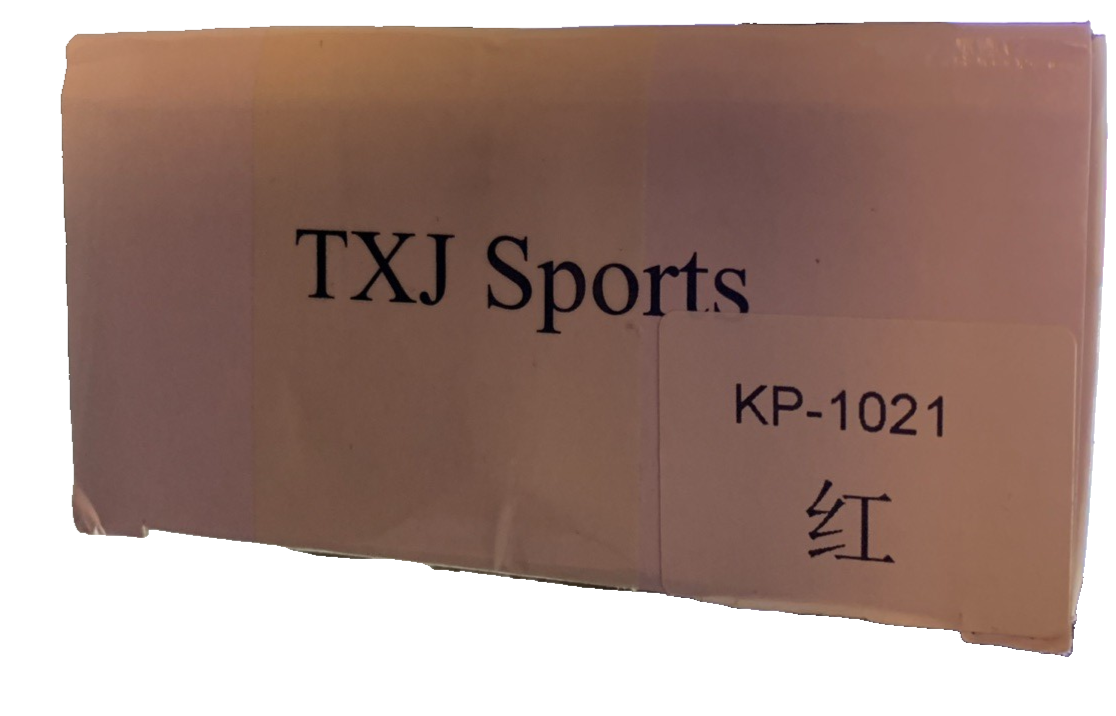 TXJ Sports
KP-1021
红